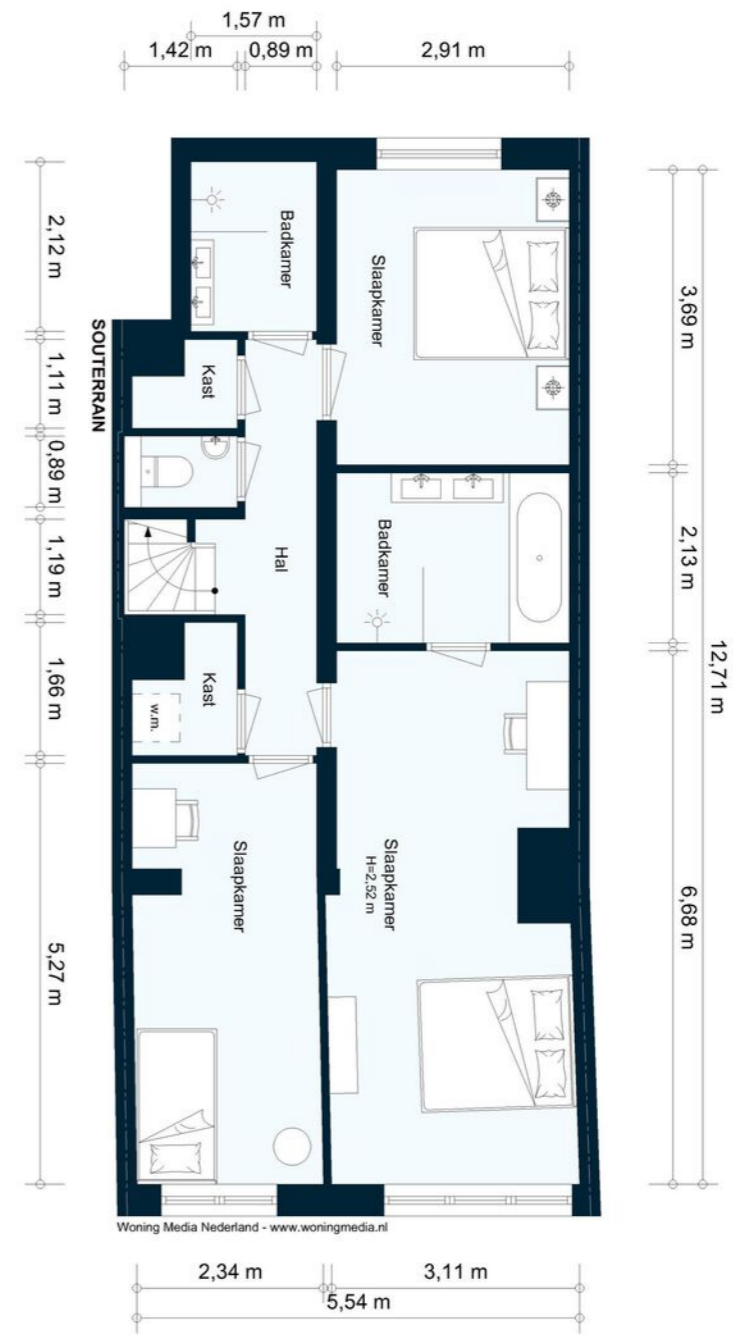 1,57 m
1,42 m
0,89 m
2,91 m
2,12 m
1,11 m
0,89 m
1,19 m
1,66 m
5,27 m
SOUTERRAIN
Badkamer
Slaapkamer
Kast
Hal
Badkamer
Kast
w.m.
Slaapkamer
Slaapkamer
H=2,52 m
3,69 m
2,13 m
12,71 m
6,68 m
Woning Media Nederland - www.woningmedia.nl
2,34 m
3,11 m
5,54 m